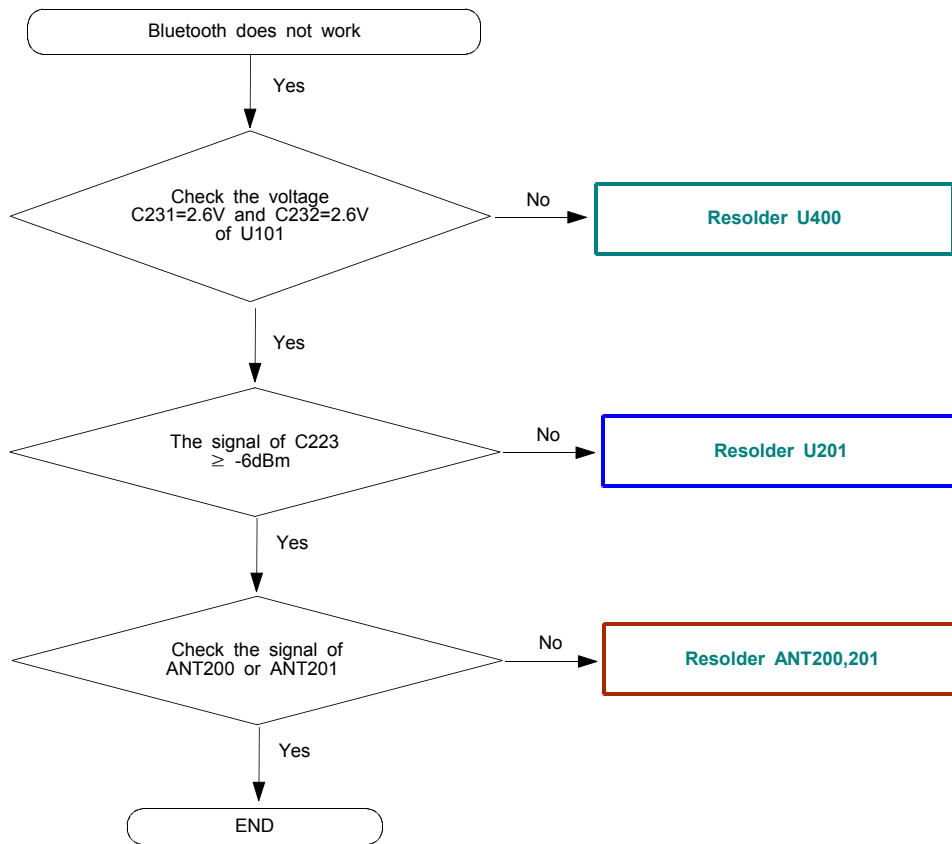 Bluetooth does not work
Yes
Check the voltage
C231=2.6V and C232=2.6V
of U101
No
Resolder U400
Yes
The signal of C223
≥ -6dBm
No
Resolder U201
Yes
Check the signal of
ANT200 or ANT201
No
Resolder ANT200,201
Yes
END